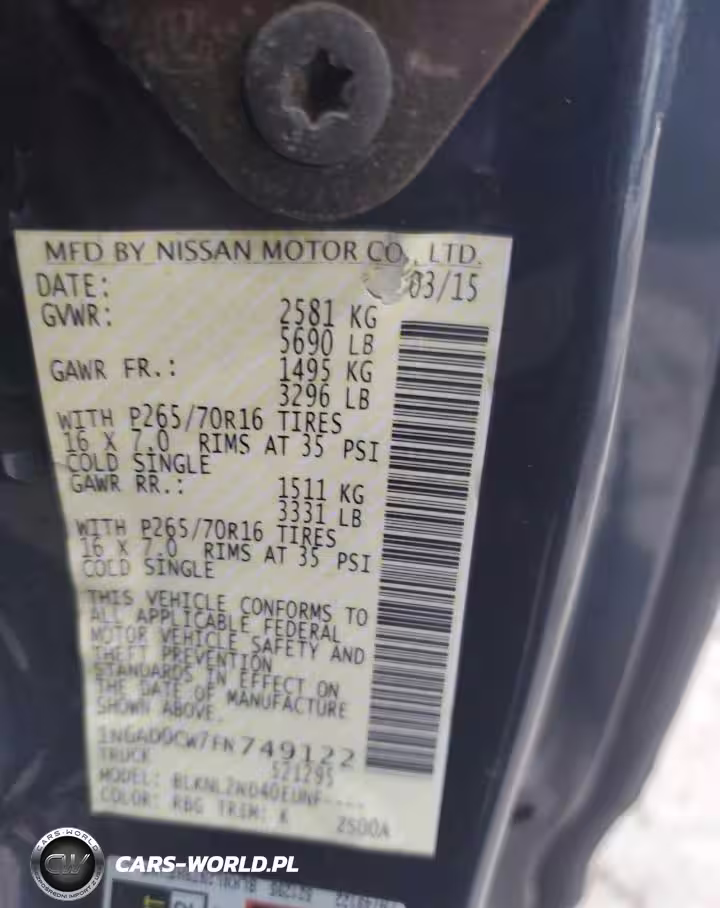 MFD BY NISSAN MOTOR CO., LTD.
DATE: 03/15
GVWR: 2581 KG
5690 LB
GAWR FR.: 1495 KG
3296 LB
WITH P265/70R16 TIRES
16 X 7.0 RIMS AT 35 PSI
COLD SINGLE
GAWR RR.: 1511 KG
3331 LB
WITH P265/70R16 TIRES
16 X 7.0 RIMS AT 35 PSI
COLD SINGLE
THIS VEHICLE CONFORMS TO
ALL APPLICABLE FEDERAL
MOTOR VEHICLE SAFETY AND
THEFT PREVENTION
STANDARDS IN EFFECT ON
THE DATE OF MANUFACTURE
SHOWN ABOVE.
1N6AD0CW7FN749122
TRUCK 521295
MODEL: BLKNLZWD40EUNF----
COLOR: RBG TRIM: K 2500A
CARS-WORLD
CW
CARS-WORLD.PL